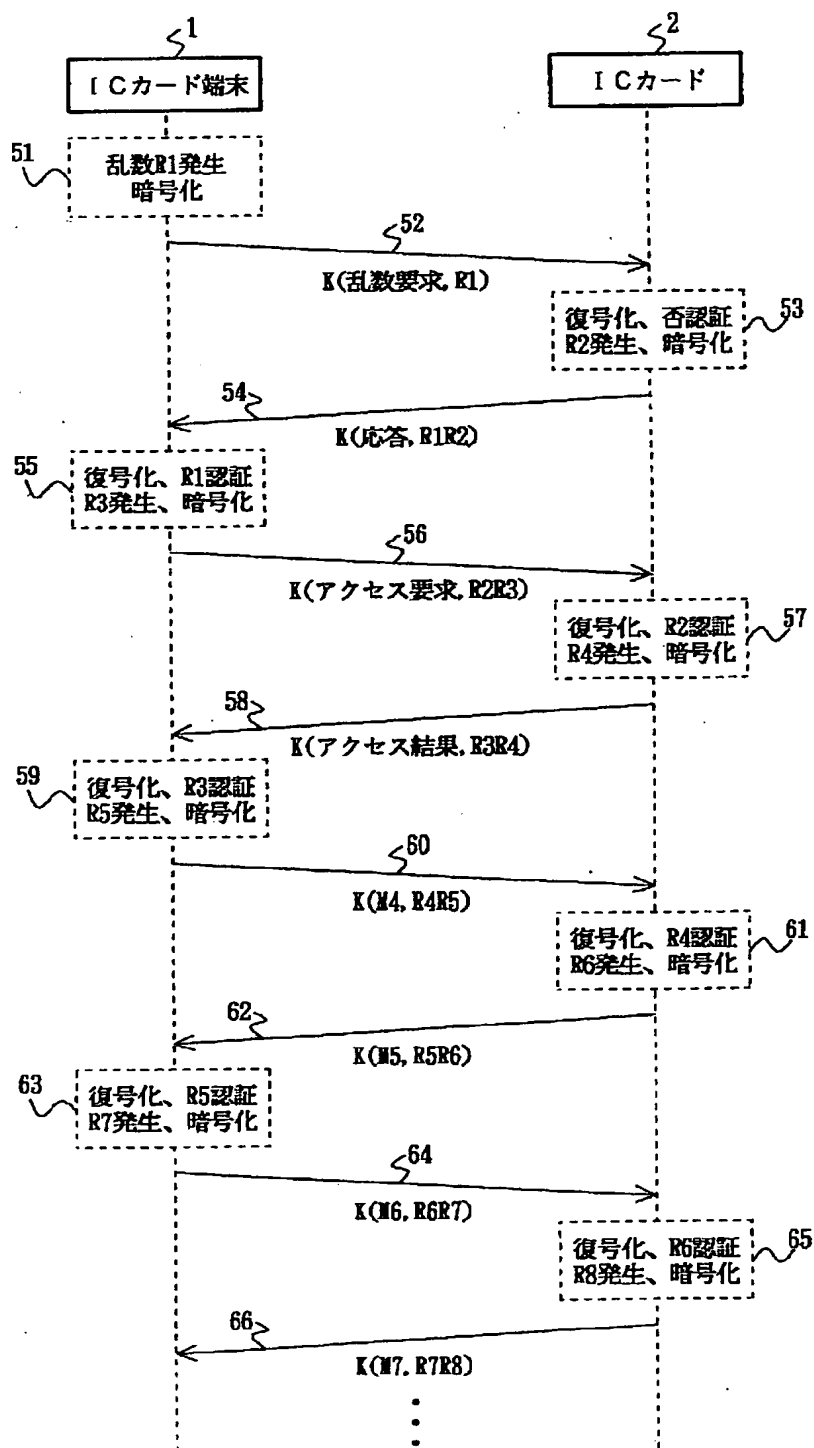 1
2
ICカード端末
ICカード
51
乱数R1発生
暗号化
52
K(乱数要求,R1)
復号化、否認証
R2発生、暗号化
53
54
K(応答,R1R2)
55
復号化、R1認証
R3発生、暗号化
56
K(アクセス要求,R2R3)
復号化、R2認証
R4発生、暗号化
57
58
K(アクセス結果,R3R4)
59
復号化、R3認証
R5発生、暗号化
60
K(M4,R4R5)
復号化、R4認証
R6発生、暗号化
61
62
K(M5,R5R6)
63
復号化、R5認証
R7発生、暗号化
64
K(M6,R6R7)
復号化、R6認証
R8発生、暗号化
65
66
K(M7,R7R8)